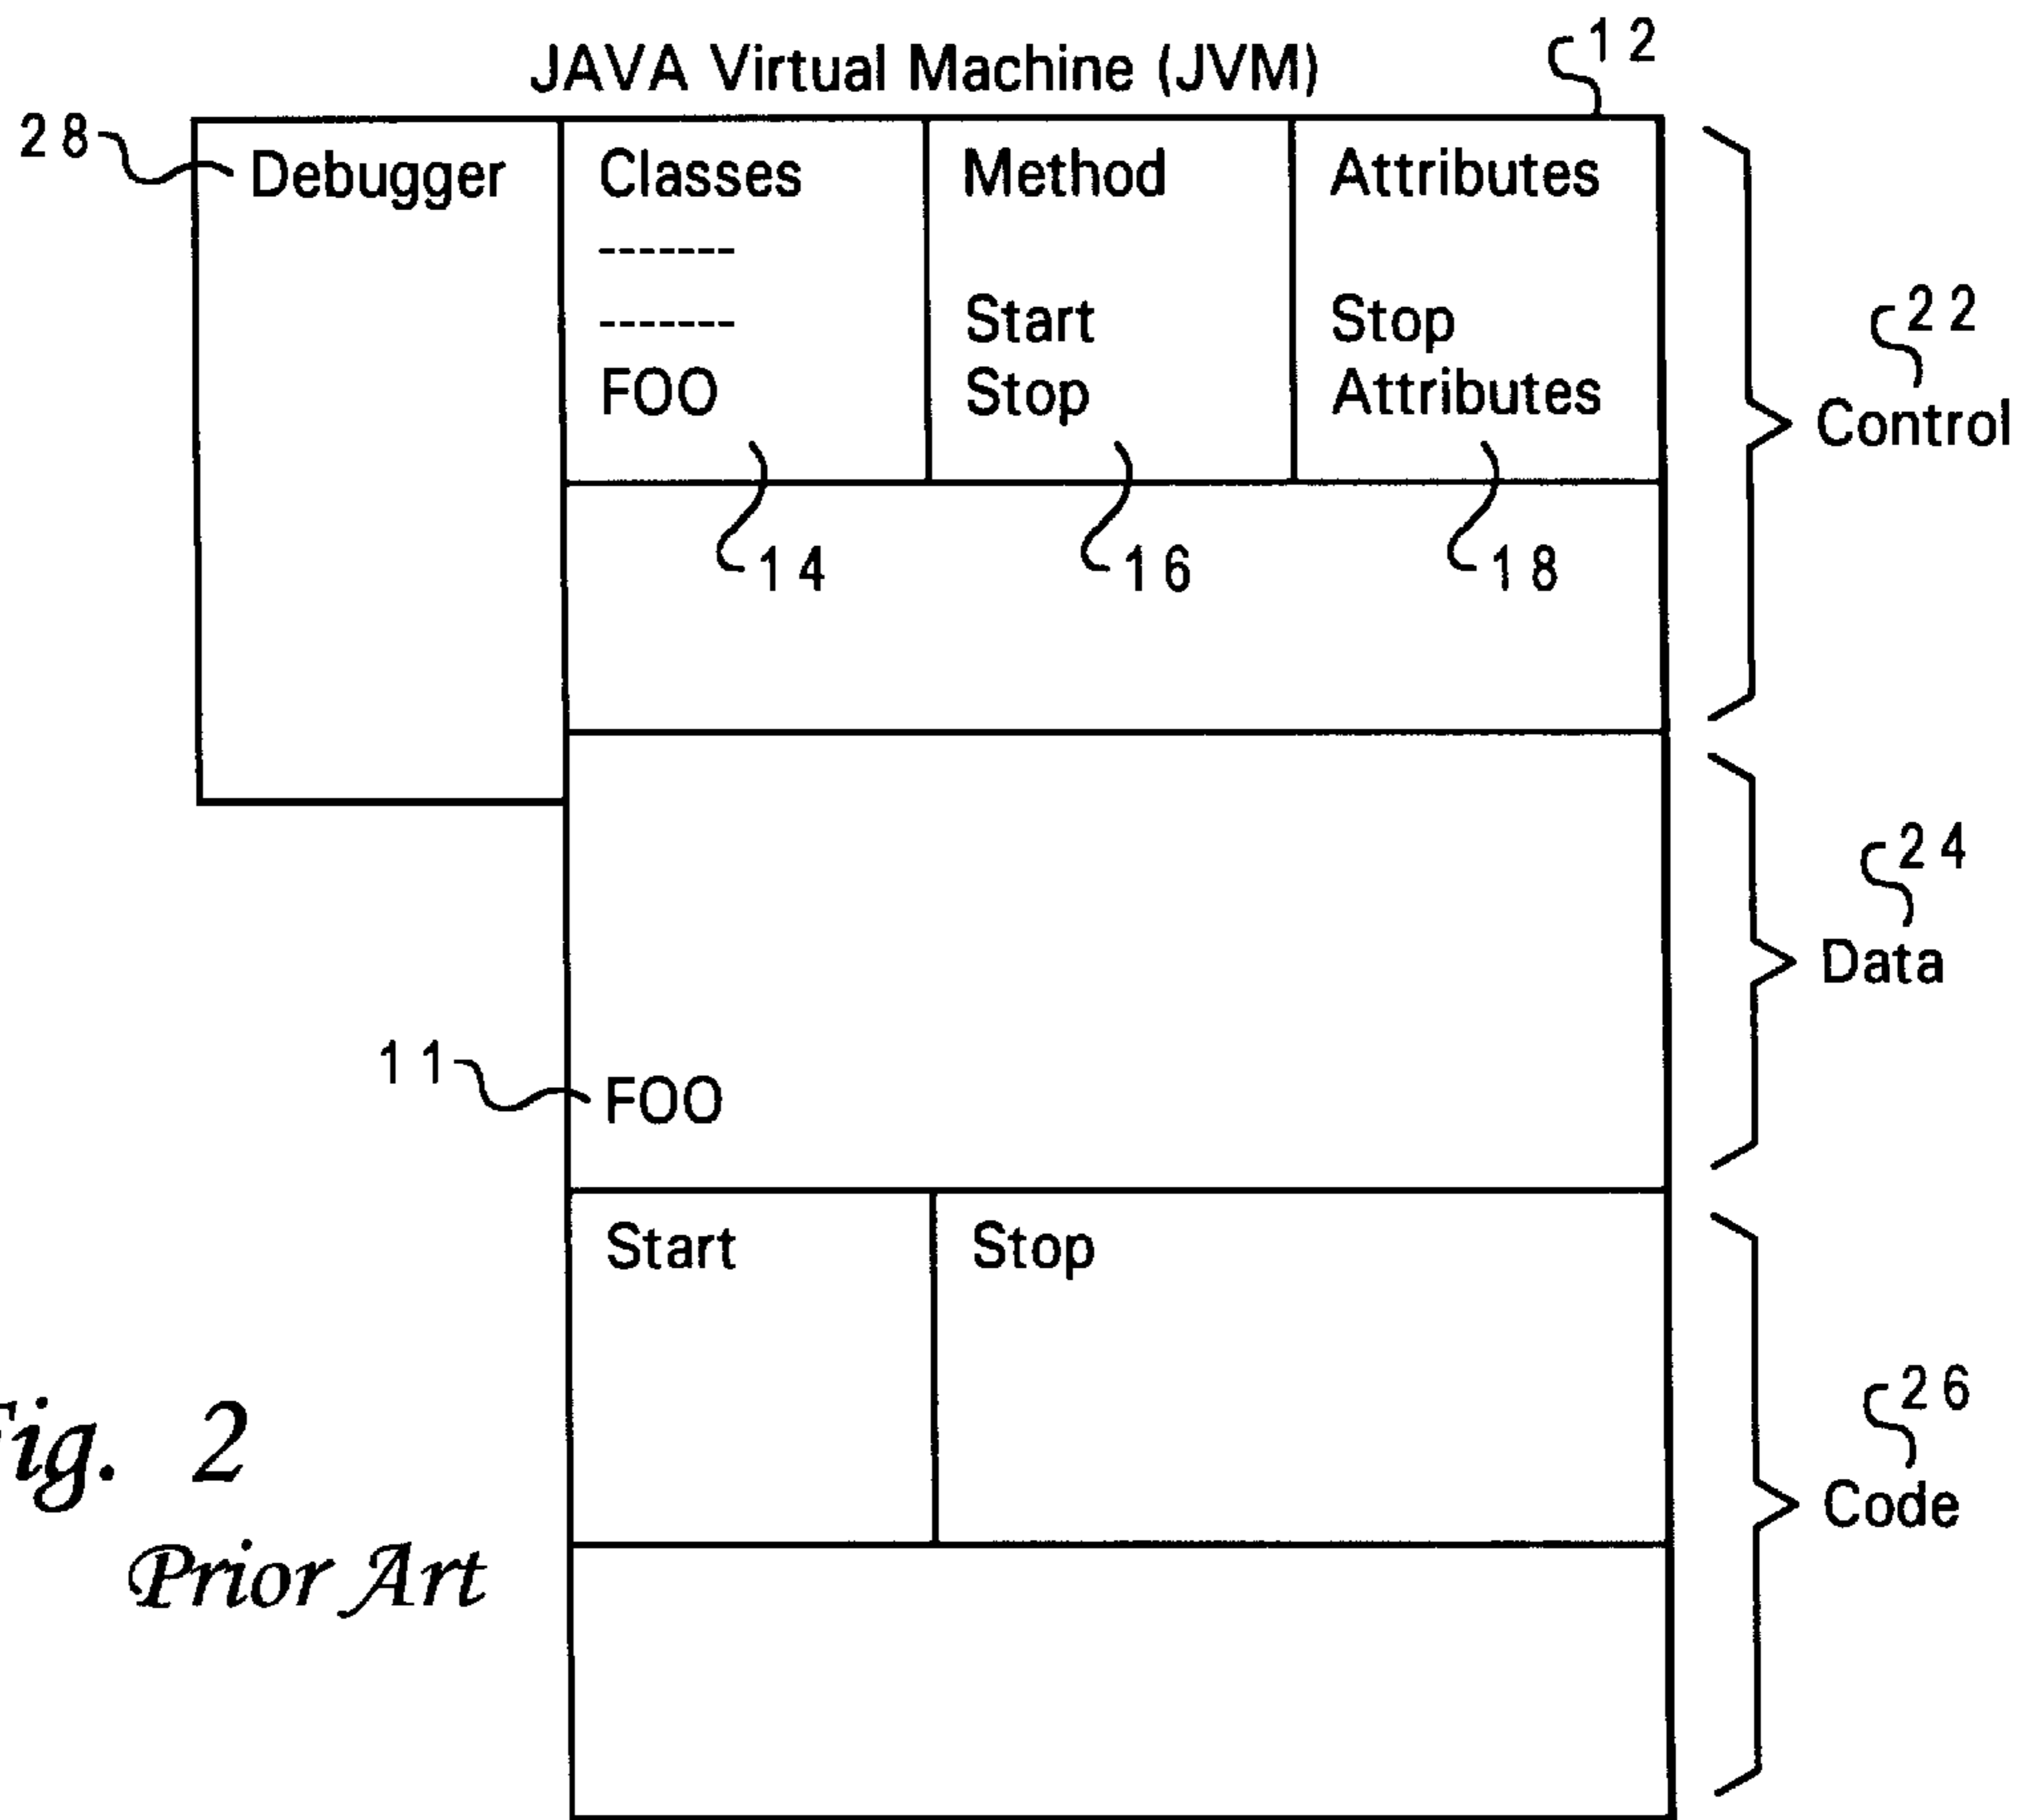 JAVA Virtual Machine (JVM)
12
28
Debugger
Classes
-------
-------
FOO
Method
Start
Stop
Attributes
Stop
Attributes
14
16
18
22
Control
24
Data
11
FOO
Start
Stop
26
Code
Fig. 2
Prior Art